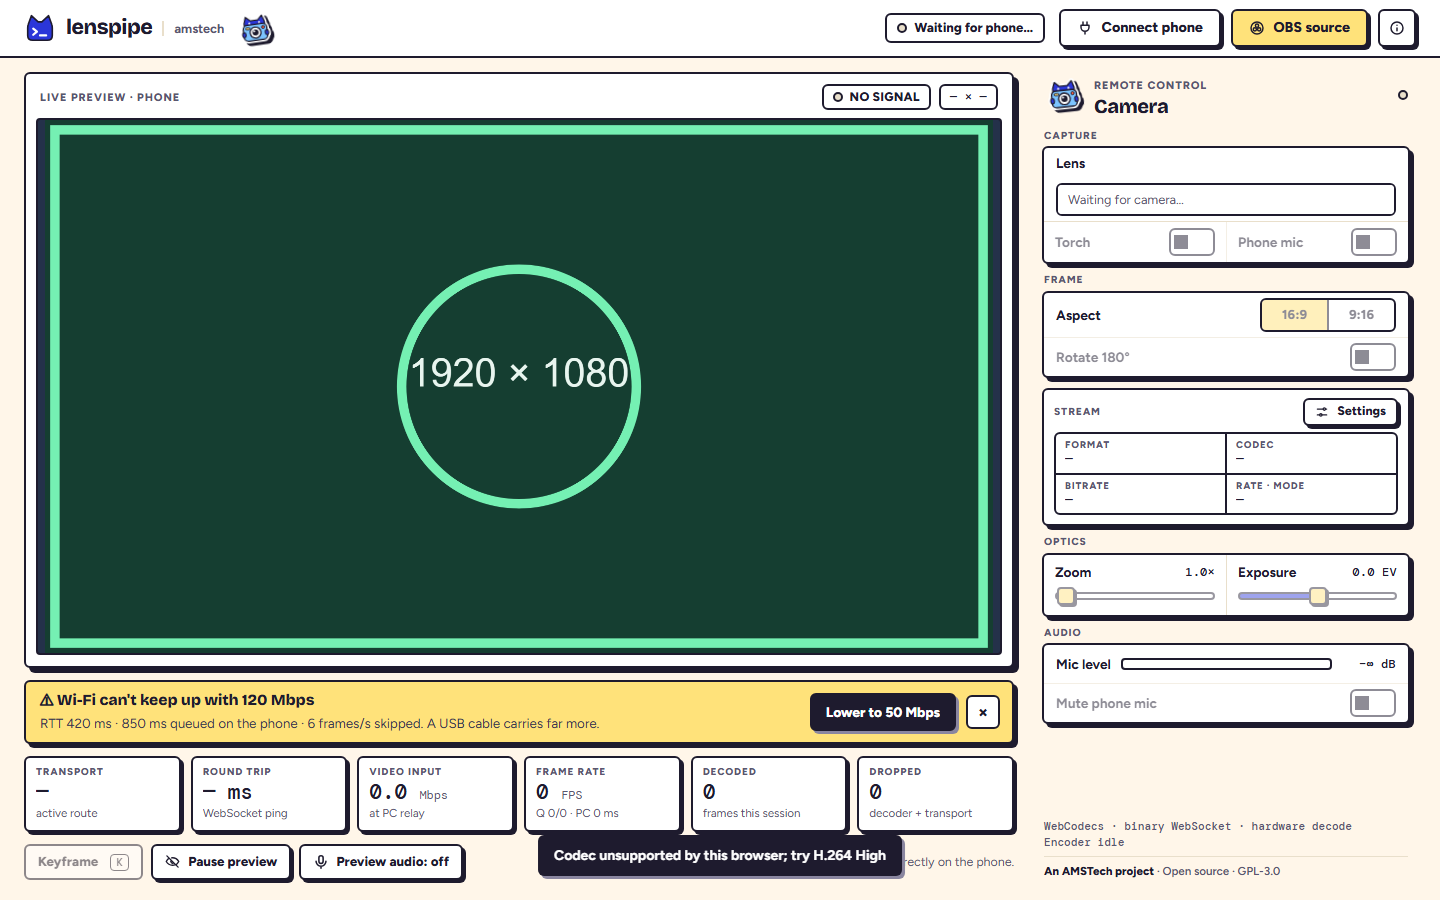 lenspipe
amstech
Waiting for phone...
Connect phone
OBS source
LIVE PREVIEW · PHONE
NO SIGNAL
— × —
1920 × 1080
⚠ Wi-Fi can't keep up with 120 Mbps
RTT 420 ms · 850 ms queued on the phone · 6 frames/s skipped. A USB cable carries far more.
Lower to 50 Mbps
×
TRANSPORT
—
active route
ROUND TRIP
— ms
WebSocket ping
VIDEO INPUT
0.0 Mbps
at PC relay
FRAME RATE
0 FPS
Q 0/0 · PC 0 ms
DECODED
0
frames this session
DROPPED
0
decoder + transport
Keyframe K
Pause preview
Preview audio: off
Codec unsupported by this browser; try H.264 High
on the phone.
REMOTE CONTROL
Camera
CAPTURE
Lens
Waiting for camera...
Torch
Phone mic
FRAME
Aspect
16:9
9:16
Rotate 180°
STREAM
Settings
FORMAT
—
CODEC
—
BITRATE
—
RATE · MODE
—
OPTICS
Zoom
1.0×
Exposure
0.0 EV
AUDIO
Mic level
-∞ dB
Mute phone mic
WebCodecs · binary WebSocket · hardware decode
Encoder idle
An AMSTech project · Open source · GPL-3.0